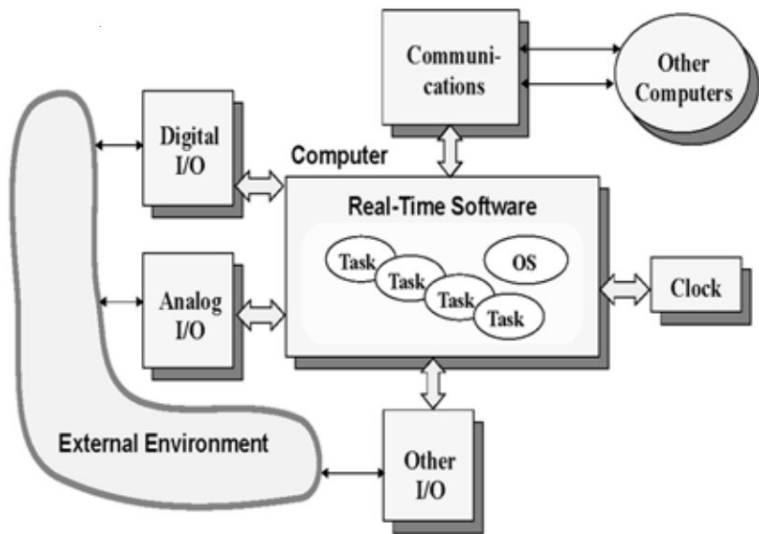 Communi-
cations
Other
Computers
Digital
I/O
Computer
Real-Time Software
Task
Task
Task
Task
OS
Clock
Analog
I/O
External Environment
Other
I/O